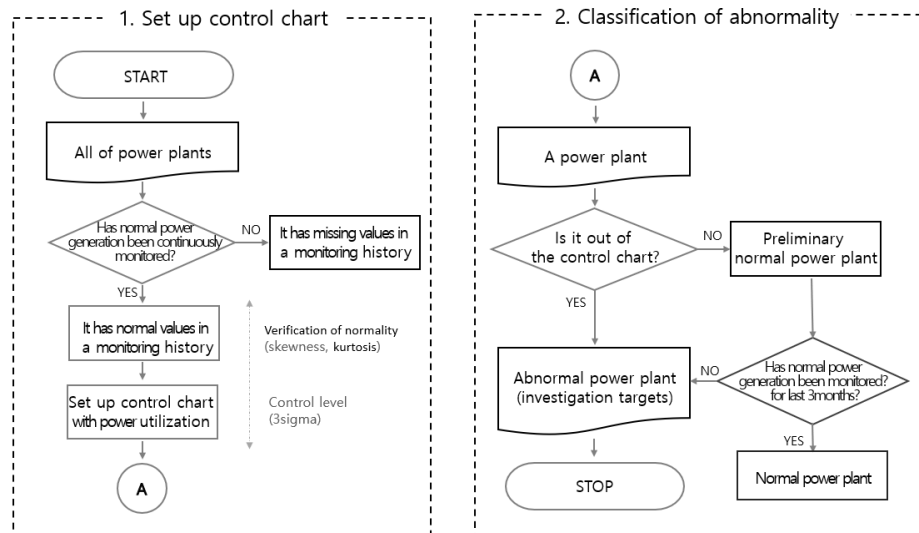 1. Set up control chart
START
All of power plants
Has normal power
generation been continuously
monitored?
NO
It has missing values in
a monitoring history
YES
It has normal values in
a monitoring history
Verification of normality
(skewness, kurtosis)
Set up control chart
with power utilization
Control level
(3sigma)
A
2. Classification of abnormality
A
A power plant
Is it out of
the control chart?
NO
Preliminary
normal power plant
YES
Abnormal power plant
(investigation targets)
NO
Has normal power
generation been monitored?
for last 3months?
YES
STOP
Normal power plant